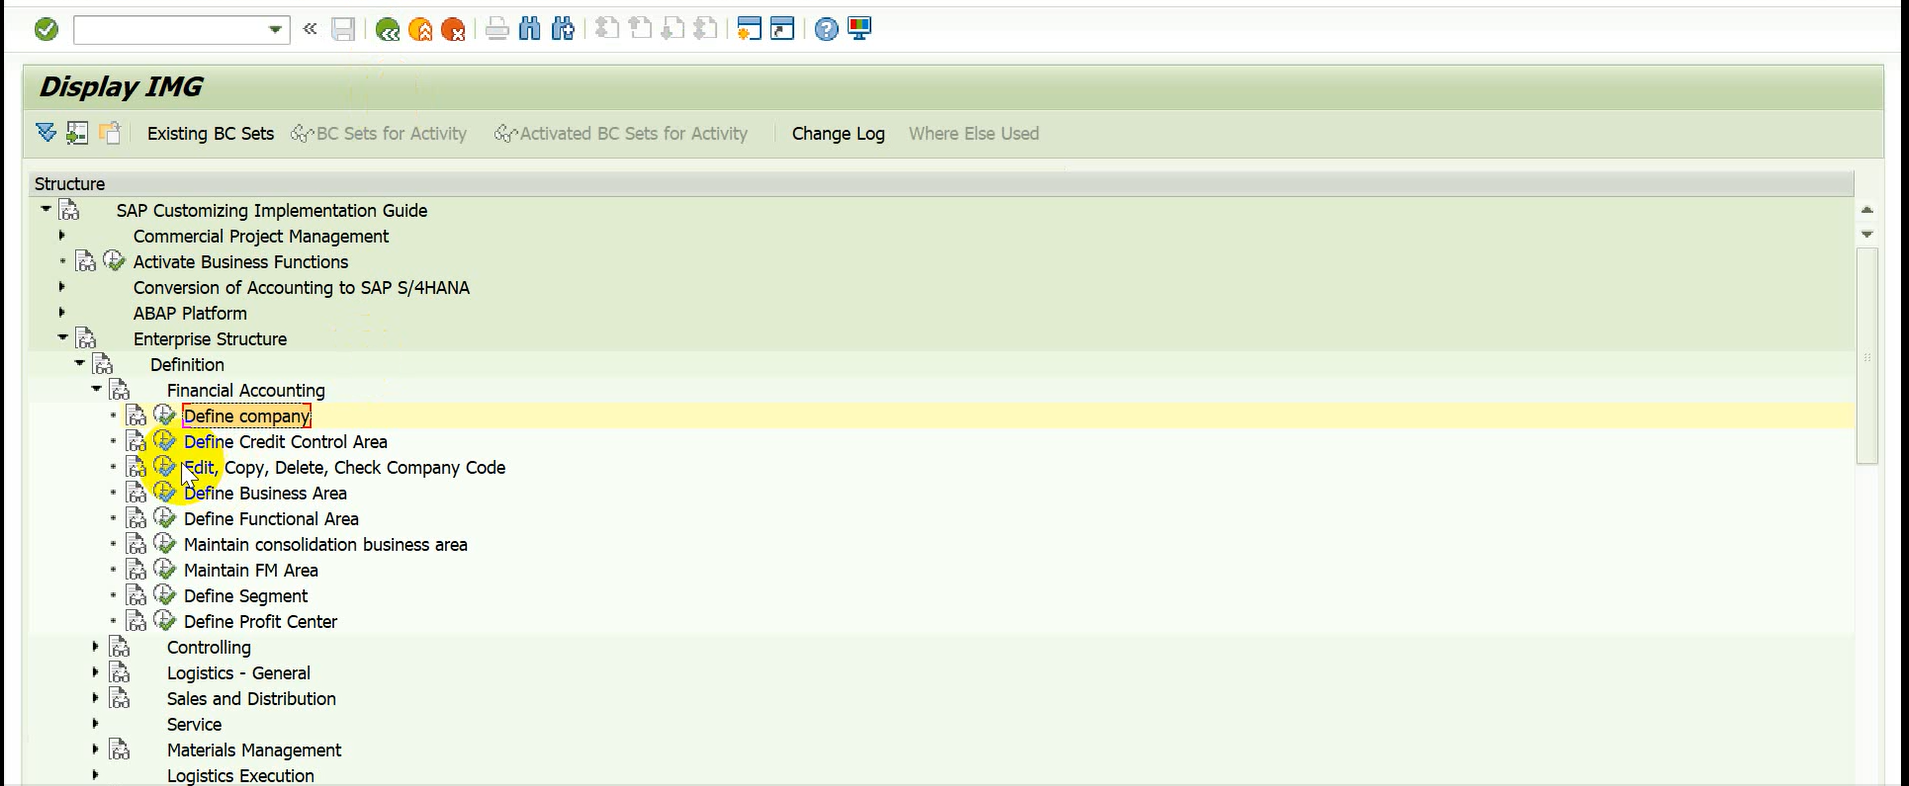 Display IMG
Existing BC Sets BC Sets for Activity Activated BC Sets for Activity Change Log Where Else Used
Structure
SAP Customizing Implementation Guide
Commercial Project Management
Activate Business Functions
Conversion of Accounting to SAP S/4HANA
ABAP Platform
Enterprise Structure
Definition
Financial Accounting
Define company
Define Credit Control Area
Edit, Copy, Delete, Check Company Code
Define Business Area
Define Functional Area
Maintain consolidation business area
Maintain FM Area
Define Segment
Define Profit Center
Controlling
Logistics - General
Sales and Distribution
Service
Materials Management
Logistics Execution